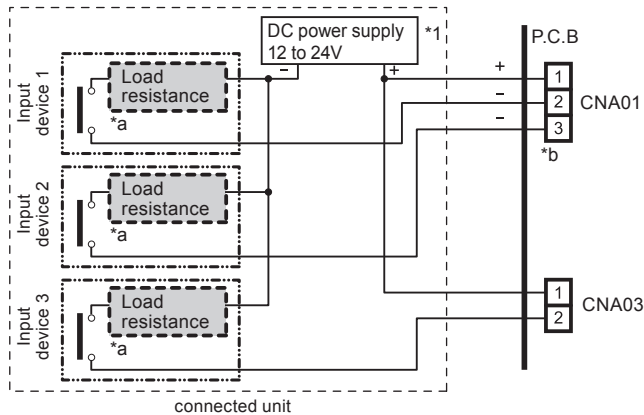 DC power supply
12 to 24V
*1
−
+
P.C.B
Input
device 1
Load
resistance
*a
+
−
−
1
2
3
CNA01
*b
Input
device 2
Load
resistance
*a
Input
device 3
Load
resistance
*a
1
2
CNA03
connected unit